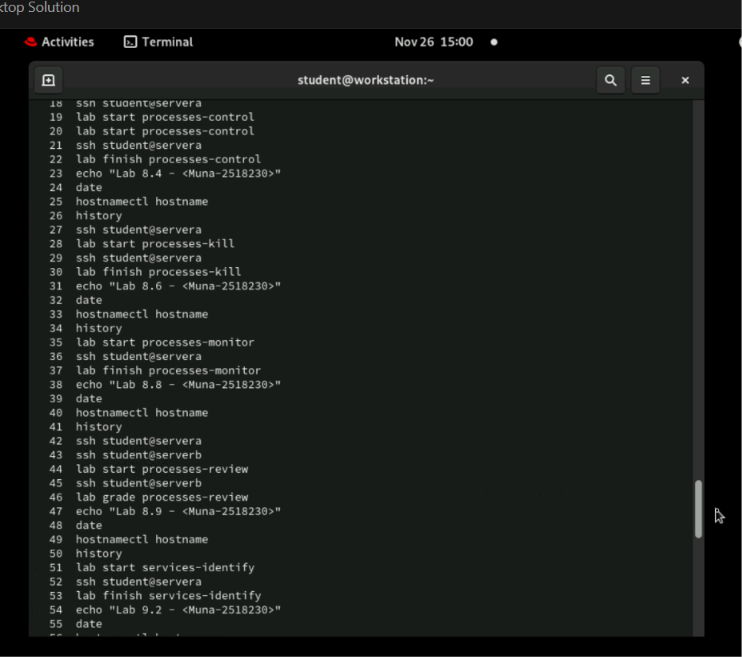 ktop Solution
Activities Terminal Nov 26 15:00
student@workstation:~
18 ssh student@servera
19 lab start processes-control
20 lab start processes-control
21 ssh student@servera
22 lab finish processes-control
23 echo "Lab 8.4 - <Muna-2518230>"
24 date
25 hostnamectl hostname
26 history
27 ssh student@servera
28 lab start processes-kill
29 ssh student@servera
30 lab finish processes-kill
31 echo "Lab 8.6 - <Muna-2518230>"
32 date
33 hostnamectl hostname
34 history
35 lab start processes-monitor
36 ssh student@servera
37 lab finish processes-monitor
38 echo "Lab 8.8 - <Muna-2518230>"
39 date
40 hostnamectl hostname
41 history
42 ssh student@servera
43 ssh student@serverb
44 lab start processes-review
45 ssh student@serverb
46 lab grade processes-review
47 echo "Lab 8.9 - <Muna-2518230>"
48 date
49 hostnamectl hostname
50 history
51 lab start services-identify
52 ssh student@servera
53 lab finish services-identify
54 echo "Lab 9.2 - <Muna-2518230>"
55 date